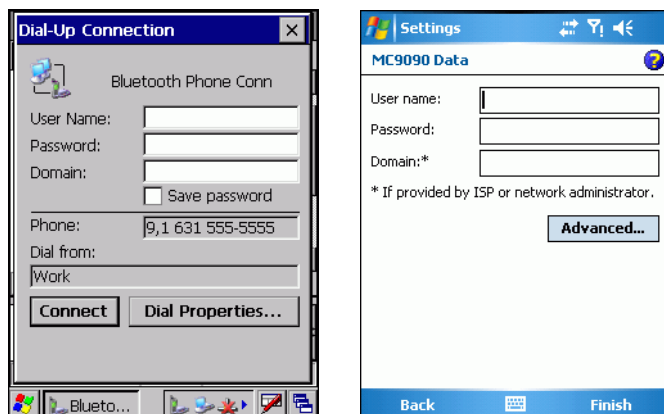 Dial-Up Connection
Bluetooth Phone Conn
User Name:
Password:
Domain:
Save password
Phone: 9,1 631 555-5555
Dial from:
Work
Connect Dial Properties...
Blueto...
Settings
MC9090 Data
User name:
Password:
Domain:*
* If provided by ISP or network administrator.
Advanced...
Back Finish